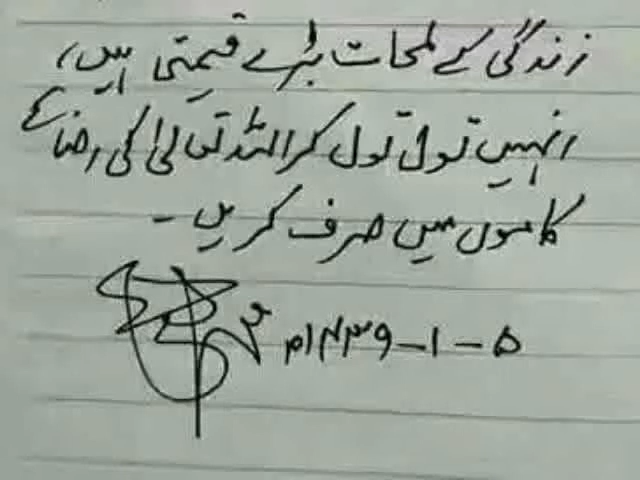 زندگی کے لمحات بڑے قیمتی ہیں،
انہیں تول تول کر اللہ تعالیٰ کی رضا کے
کاموں میں صرف کریں۔
۵-۱-۱۴۳۹